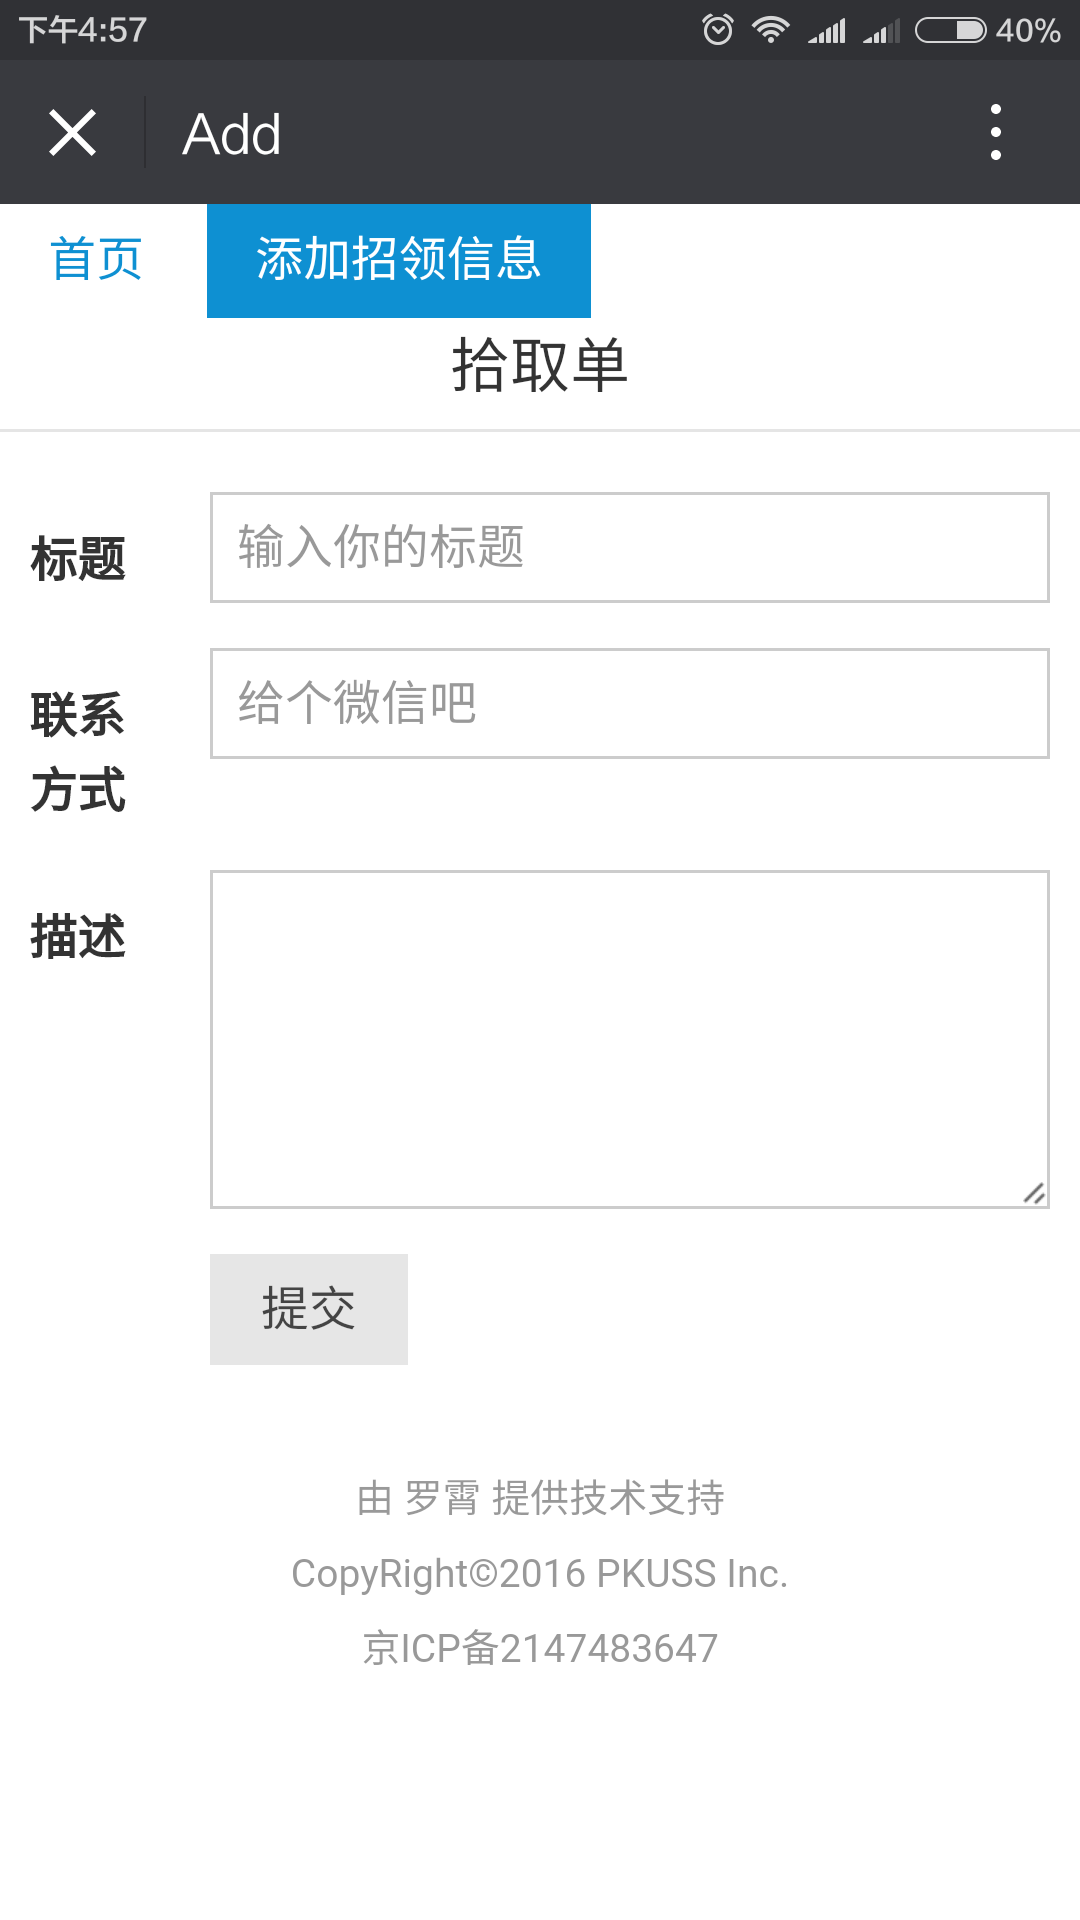 下午4:57
40%
Add
首页
添加招领信息
拾取单
标题
输入你的标题
联系
方式
给个微信吧
描述
提交
由 罗霄 提供技术支持
CopyRight©2016 PKUSS Inc.
京ICP备2147483647